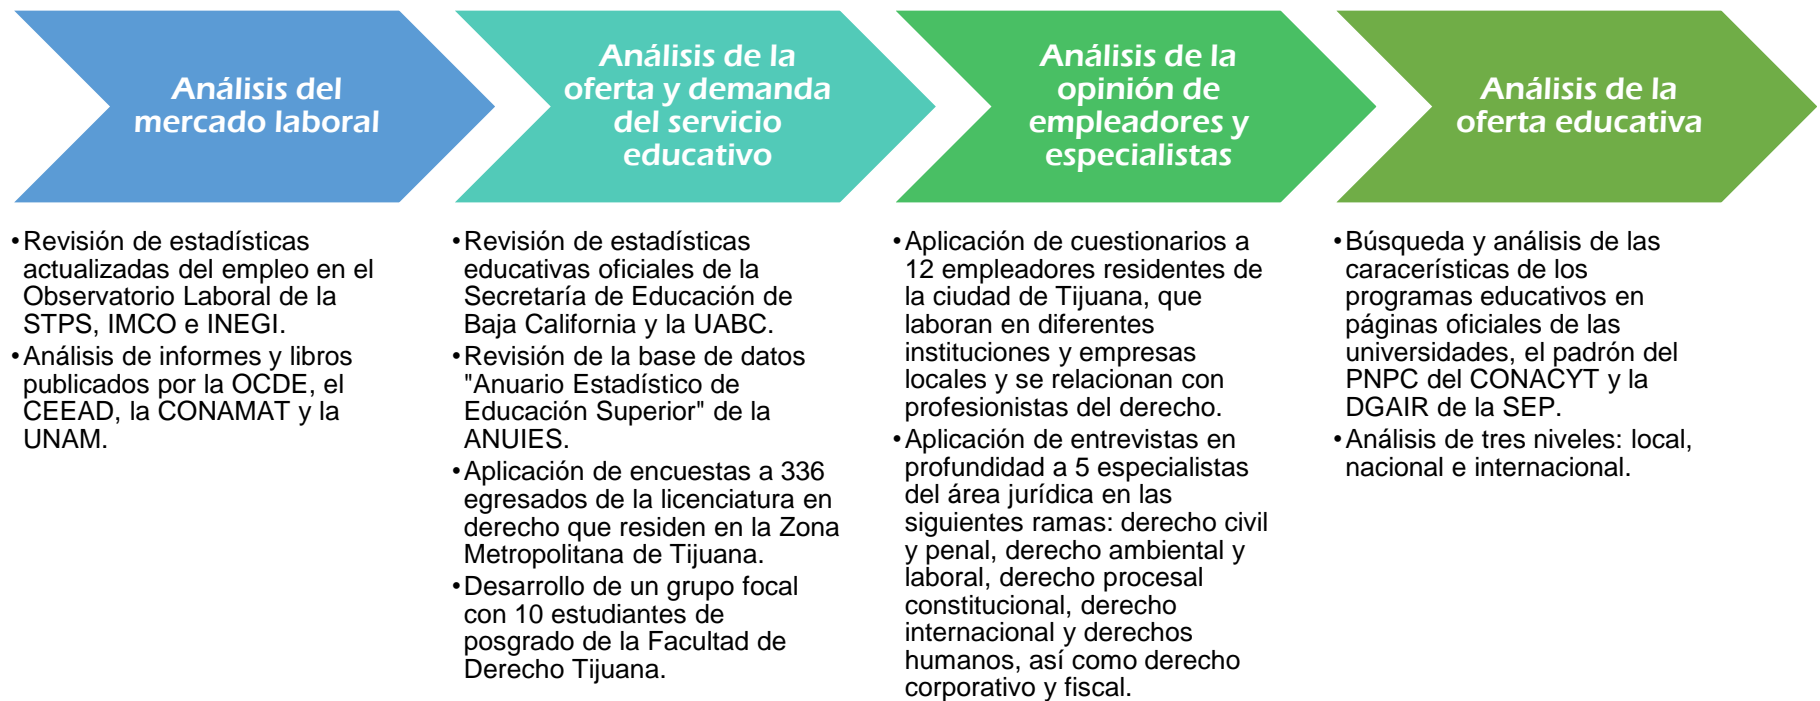 Análisis del
mercado laboral
Análisis de la
oferta y demanda
del servicio
educativo
Análisis de la
opinión de
empleadores y
especialistas
Análisis de la
oferta educativa
•Revisión de estadísticas
actualizadas del empleo en el
Observatorio Laboral de la
STPS, IMCO e INEGI.
•Análisis de informes y libros
publicados por la OCDE, el
CEEAD, la CONAMAT y la
UNAM.
•Revisión de estadísticas
educativas oficiales de la
Secretaría de Educación de
Baja California y la UABC.
•Revisión de la base de datos
"Anuario Estadístico de
Educación Superior" de la
ANUIES.
•Aplicación de encuestas a 336
egresados de la licenciatura en
derecho que residen en la Zona
Metropolitana de Tijuana.
•Desarrollo de un grupo focal
con 10 estudiantes de
posgrado de la Facultad de
Derecho Tijuana.
•Aplicación de cuestionarios a
12 empleadores residentes de
la ciudad de Tijuana, que
laboran en diferentes
instituciones y empresas
locales y se relacionan con
profesionistas del derecho.
•Aplicación de entrevistas en
profundidad a 5 especialistas
del área jurídica en las
siguientes ramas: derecho civil
y penal, derecho ambiental y
laboral, derecho procesal
constitucional, derecho
internacional y derechos
humanos, así como derecho
corporativo y fiscal.
•Búsqueda y análisis de las
caracerísticas de los
programas educativos en
páginas oficiales de las
universidades, el padrón del
PNPC del CONACYT y la
DGAIR de la SEP.
•Análisis de tres niveles: local,
nacional e internacional.